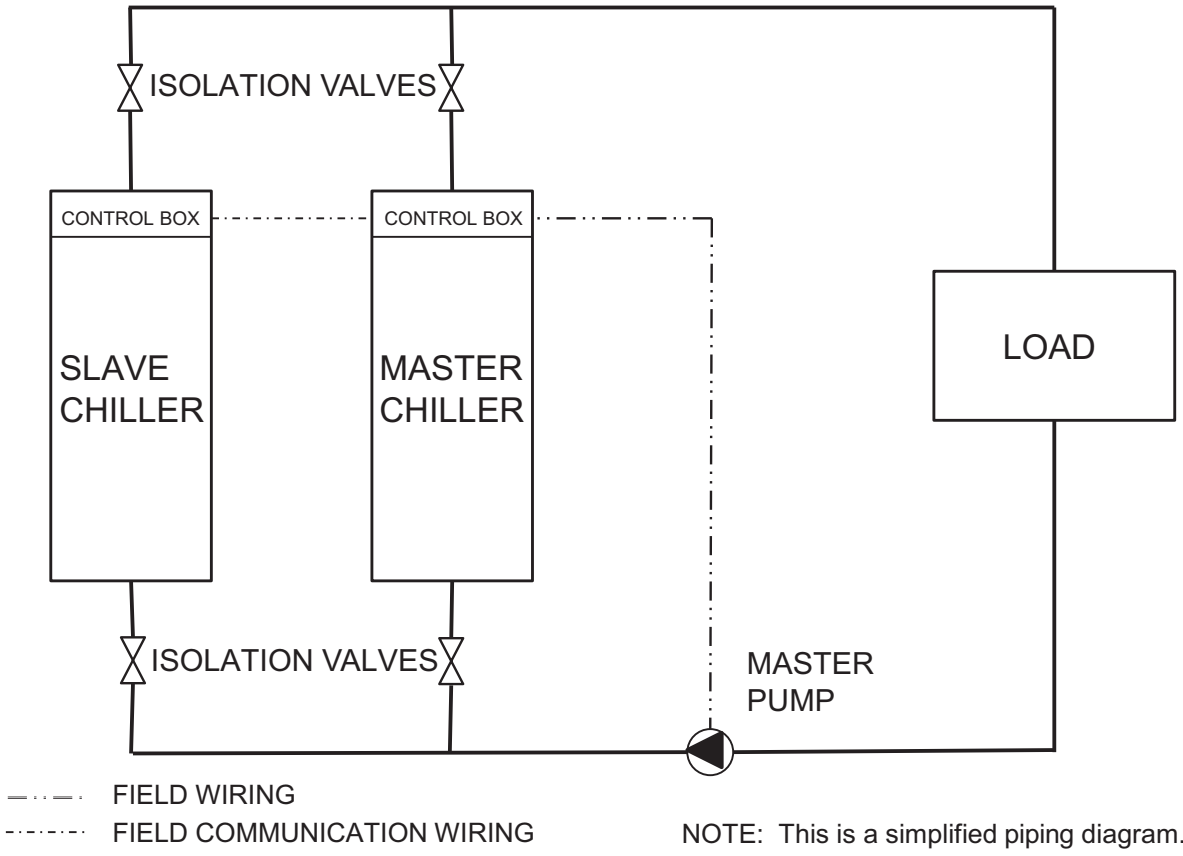 ISOLATION VALVES
CONTROL BOX
CONTROL BOX
SLAVE
CHILLER
MASTER
CHILLER
LOAD
ISOLATION VALVES
MASTER
PUMP
FIELD WIRING
FIELD COMMUNICATION WIRING
NOTE: This is a simplified piping diagram.